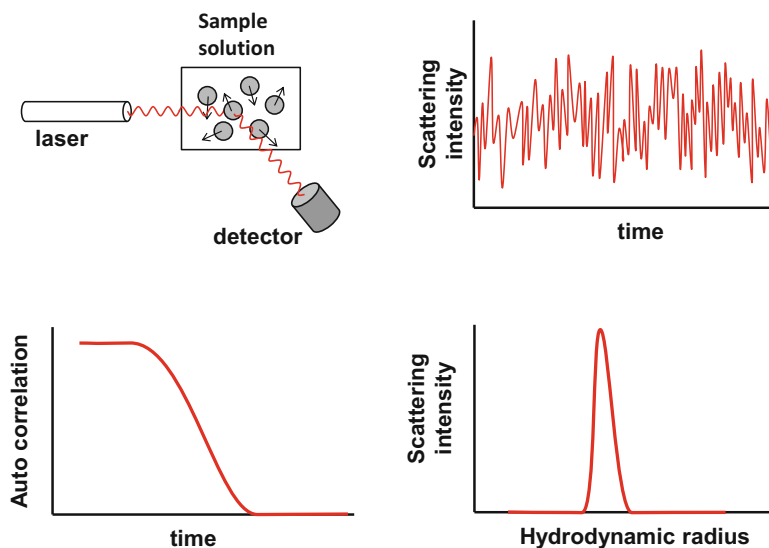 Sample
solution
laser
detector
Scattering
intensity
time
Auto correlation
time
Scattering
intensity
Hydrodynamic radius